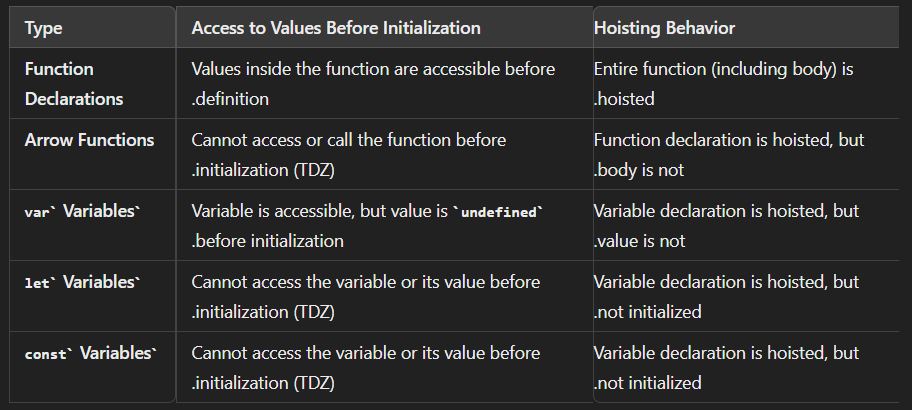 Type Access to Values Before Initialization Hoisting Behavior
Function Declarations Values inside the function are accessible before .definition Entire function (including body) is .hoisted
Arrow Functions Cannot access or call the function before .initialization (TDZ) Function declaration is hoisted, but .body is not
var` Variables` Variable is accessible, but value is `undefined` .before initialization Variable declaration is hoisted, but .value is not
let` Variables` Cannot access the variable or its value before .initialization (TDZ) Variable declaration is hoisted, but .not initialized
const` Variables` Cannot access the variable or its value before .initialization (TDZ) Variable declaration is hoisted, but .not initialized